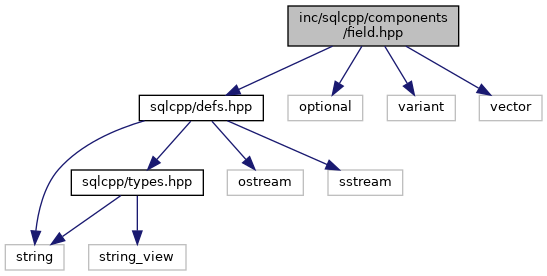 inc/sqlcpp/components
/field.hpp
sqlcpp/defs.hpp
optional
variant
vector
sqlcpp/types.hpp
ostream
sstream
string
string_view